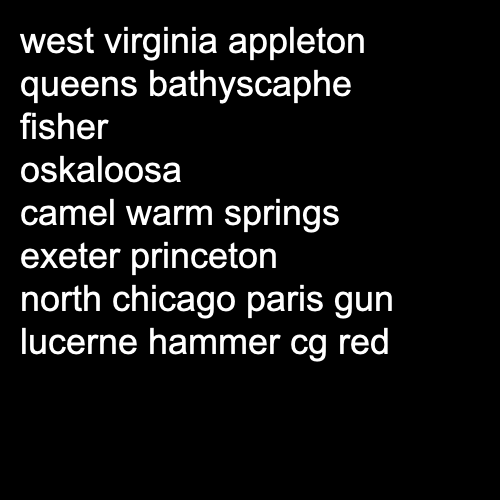 west virginia appleton
queens bathyscaphe
fisher
oskaloosa
camel warm springs
exeter princeton
north chicago paris gun
lucerne hammer cg red